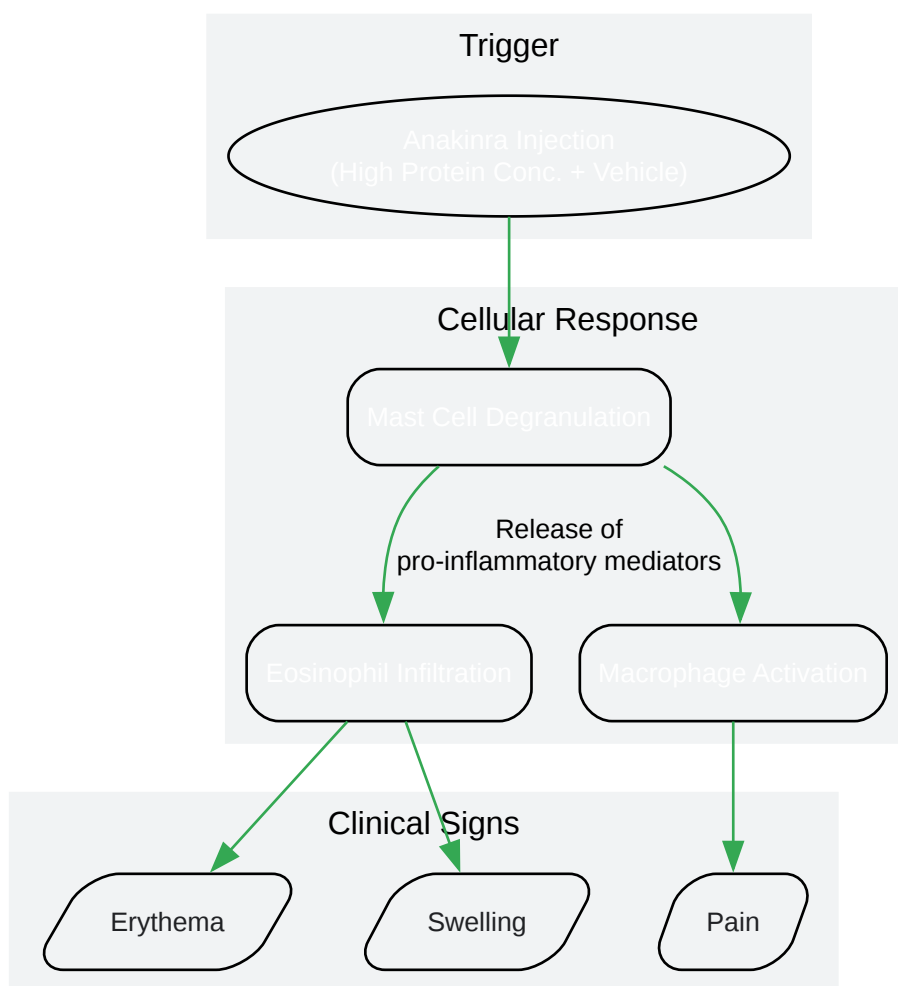 Trigger
Anakinra Injection
(High Protein Conc. + Vehicle)
Cellular Response
Mast Cell Degranulation
Release of
pro-inflammatory mediators
Eosinophil Infiltration
Macrophage Activation
Clinical Signs
Erythema
Swelling
Pain